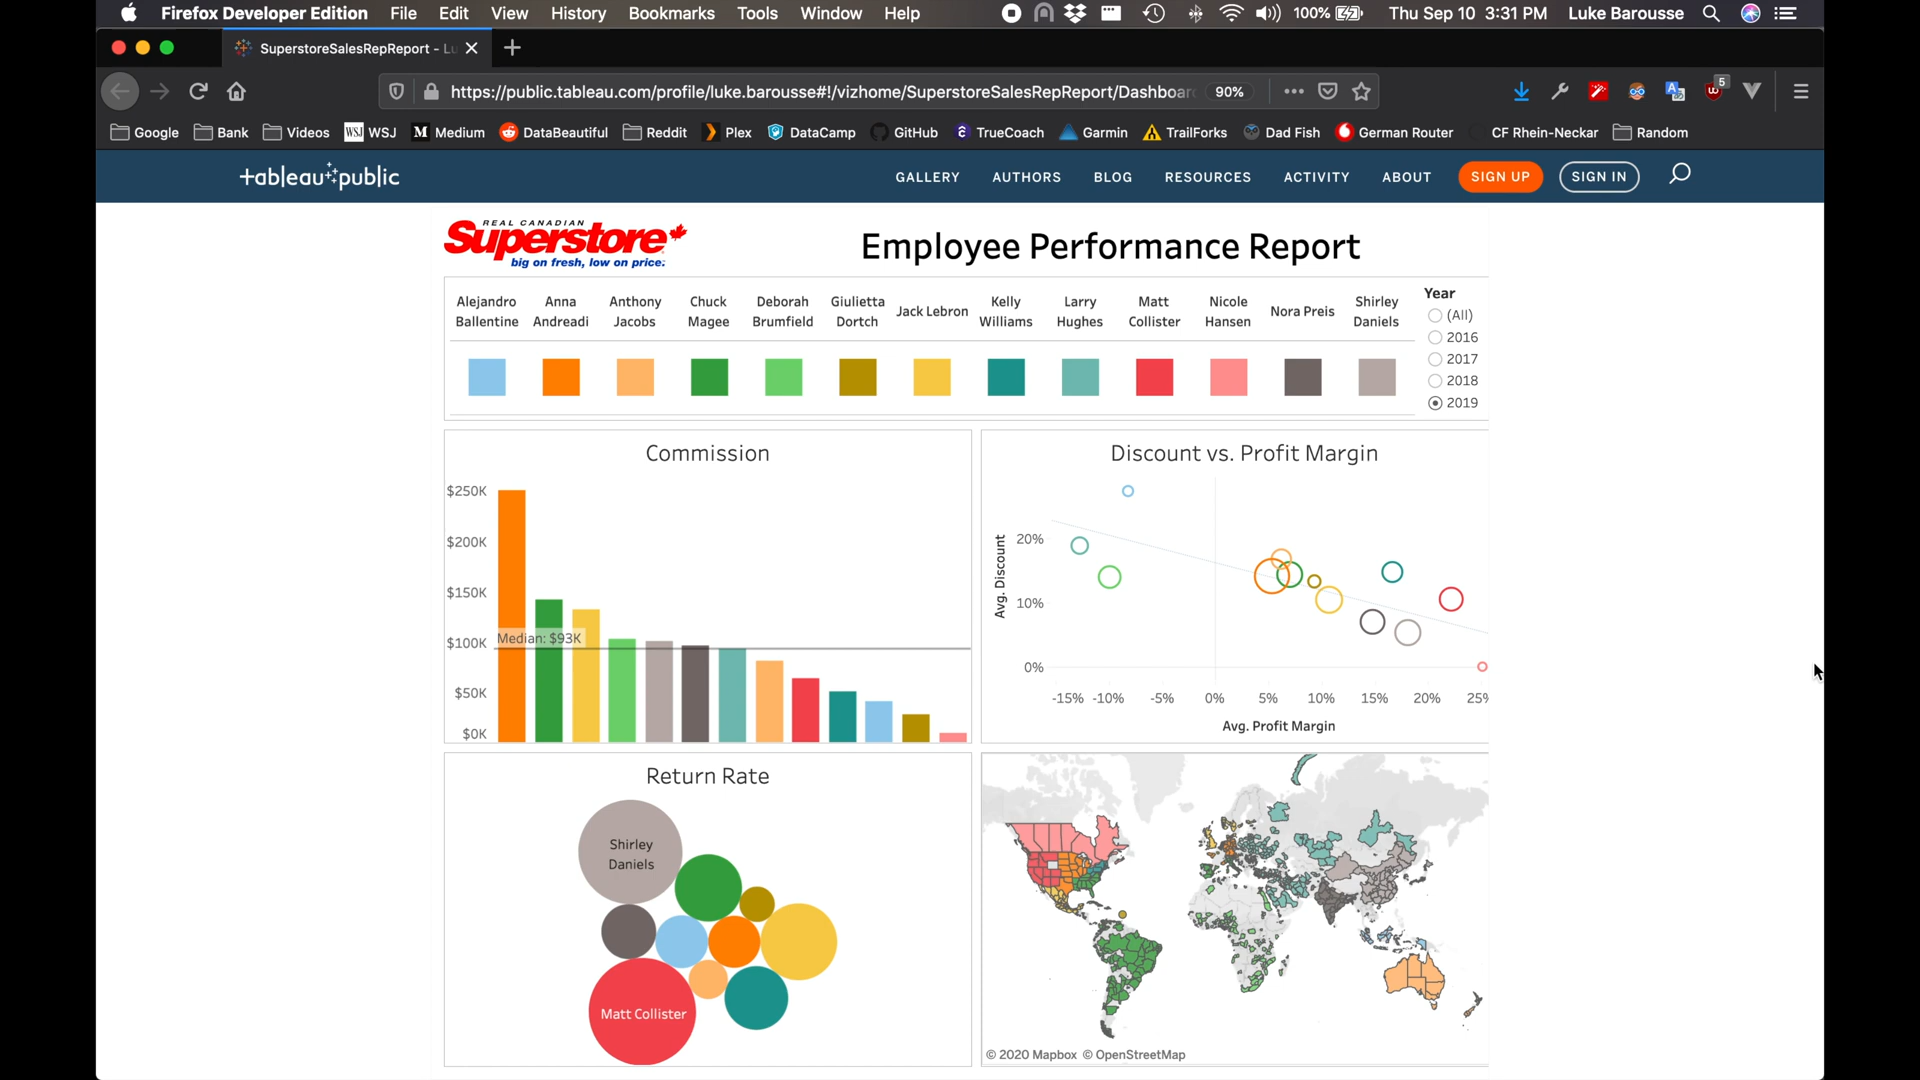 Firefox Developer Edition File Edit View History Bookmarks Tools Window Help 100% Thu Sep 10 3:31 PM Luke Barousse
SuperstoreSalesRepReport - Lu
https://public.tableau.com/profile/luke.barousse#!/vizhome/SuperstoreSalesRepReport/Dashboar 90% 5
Google Bank Videos WSJ WSJ M Medium DataBeautiful Reddit Plex DataCamp GitHub TrueCoach Garmin TrailForks Dad Fish German Router CF Rhein-Neckar Random
+ableau public GALLERY AUTHORS BLOG RESOURCES ACTIVITY ABOUT SIGN UP SIGN IN
REAL CANADIAN
Superstore
big on fresh, low on price.
Employee Performance Report
Alejandro Ballentine
Anna Andreadi
Anthony Jacobs
Chuck Magee
Deborah Brumfield
Giulietta Dortch
Jack Lebron
Kelly Williams
Larry Hughes
Matt Collister
Nicole Hansen
Nora Preis
Shirley Daniels
Year
(All)
2016
2017
2018
2019
Commission
$250K
$200K
$150K
$100K
$50K
$0K
Median: $93K
Discount vs. Profit Margin
Avg. Discount
20%
10%
0%
-15% -10% -5% 0% 5% 10% 15% 20% 25%
Avg. Profit Margin
Return Rate
Shirley
Daniels
Matt Collister
© 2020 Mapbox © OpenStreetMap